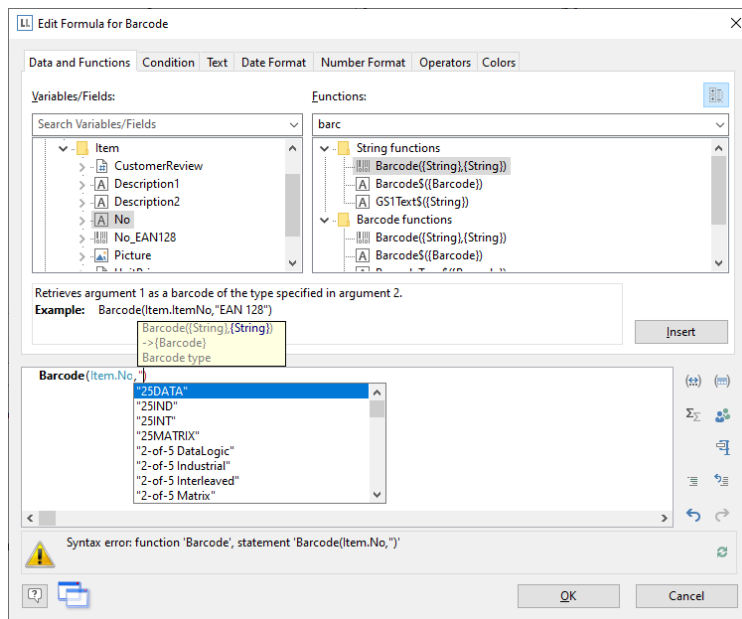 LL Edit Formula for Barcode
Data and Functions Condition Text Date Format Number Format Operators Colors
Variables/Fields:
Functions:
Search Variables/Fields
barc
Item
CustomerReview
Description1
Description2
No
No_EAN128
Picture
String functions
Barcode({String},{String})
Barcode$({Barcode})
GS1Text$({String})
Barcode functions
Barcode({String},{String})
Barcode$({Barcode})
Retrieves argument 1 as a barcode of the type specified in argument 2.
Example: Barcode(Item.ItemNo,"EAN 128")
Barcode({String},{String})
->{Barcode}
Barcode type
Insert
Barcode(Item.No,")
"25DATA"
"25IND"
"25INT"
"25MATRIX"
"2-of-5 DataLogic"
"2-of-5 Industrial"
"2-of-5 Interleaved"
"2-of-5 Matrix"
Syntax error: function 'Barcode', statement 'Barcode(Item.No,")'
OK
Cancel